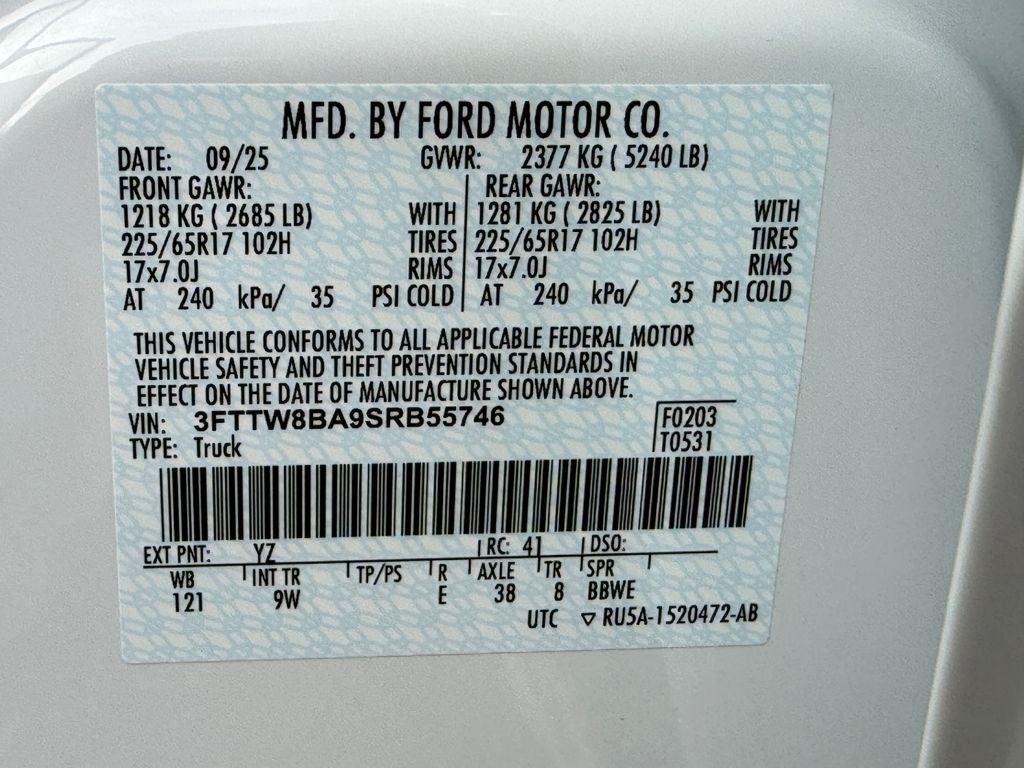 MFD. BY FORD MOTOR CO.
DATE: 09/25 GVWR: 2377 KG ( 5240 LB)
FRONT GAWR: REAR GAWR:
1218 KG ( 2685 LB) WITH 1281 KG ( 2825 LB) WITH
225/65R17 102H TIRES 225/65R17 102H TIRES
17x7.0J RIMS 17x7.0J RIMS
AT 240 kPa/ 35 PSI COLD AT 240 kPa/ 35 PSI COLD
THIS VEHICLE CONFORMS TO ALL APPLICABLE FEDERAL MOTOR
VEHICLE SAFETY AND THEFT PREVENTION STANDARDS IN
EFFECT ON THE DATE OF MANUFACTURE SHOWN ABOVE.
VIN: 3FTTW8BA9SRB55746 F0203
TYPE: Truck T0531
EXT PNT: YZ RC: 41 DSO:
WB INT TR TP/PS R AXLE TR SPR
121 9W E 38 8 BBWE
UTC ▽ RU5A-1520472-AB